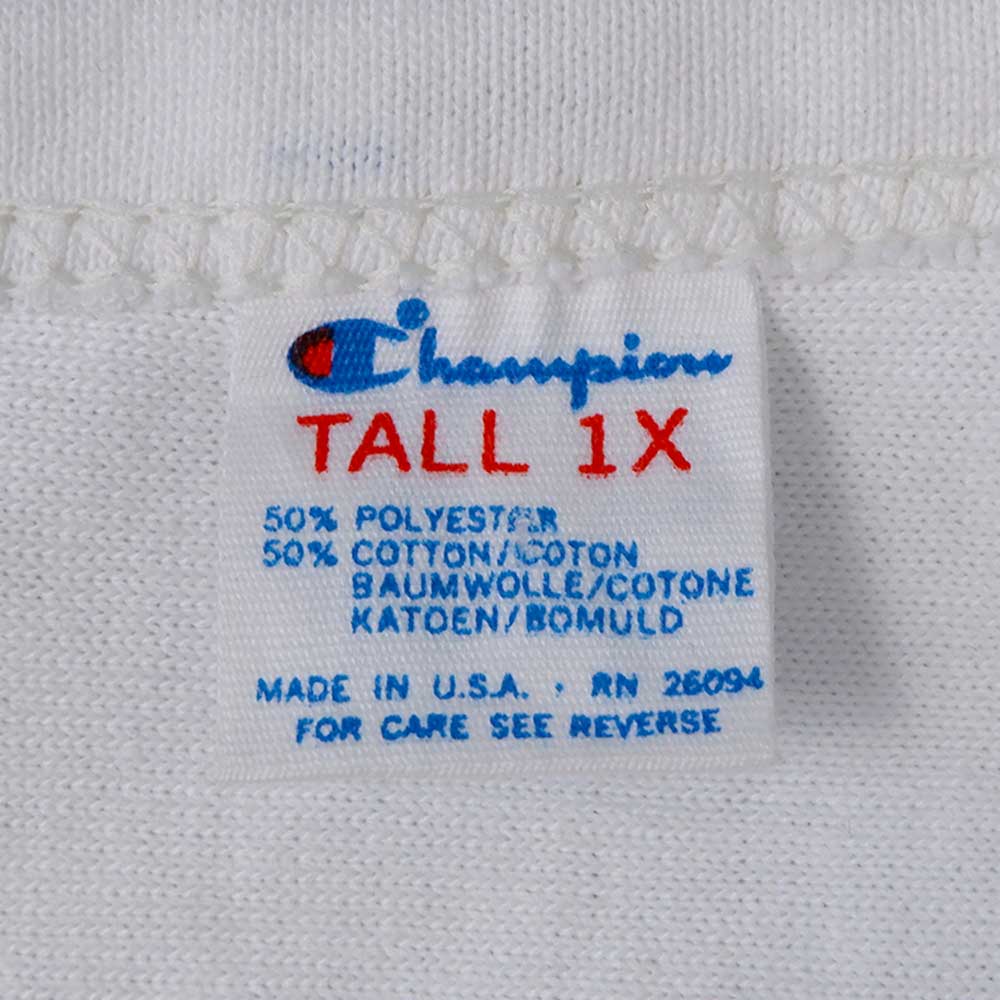 Champion
TALL 1X
50% POLYESTER
50% COTTON/COTON
BAUMWOLLE/COTONE
KATOEN/BOMULD
MADE IN U.S.A. · RN 26094
FOR CARE SEE REVERSE